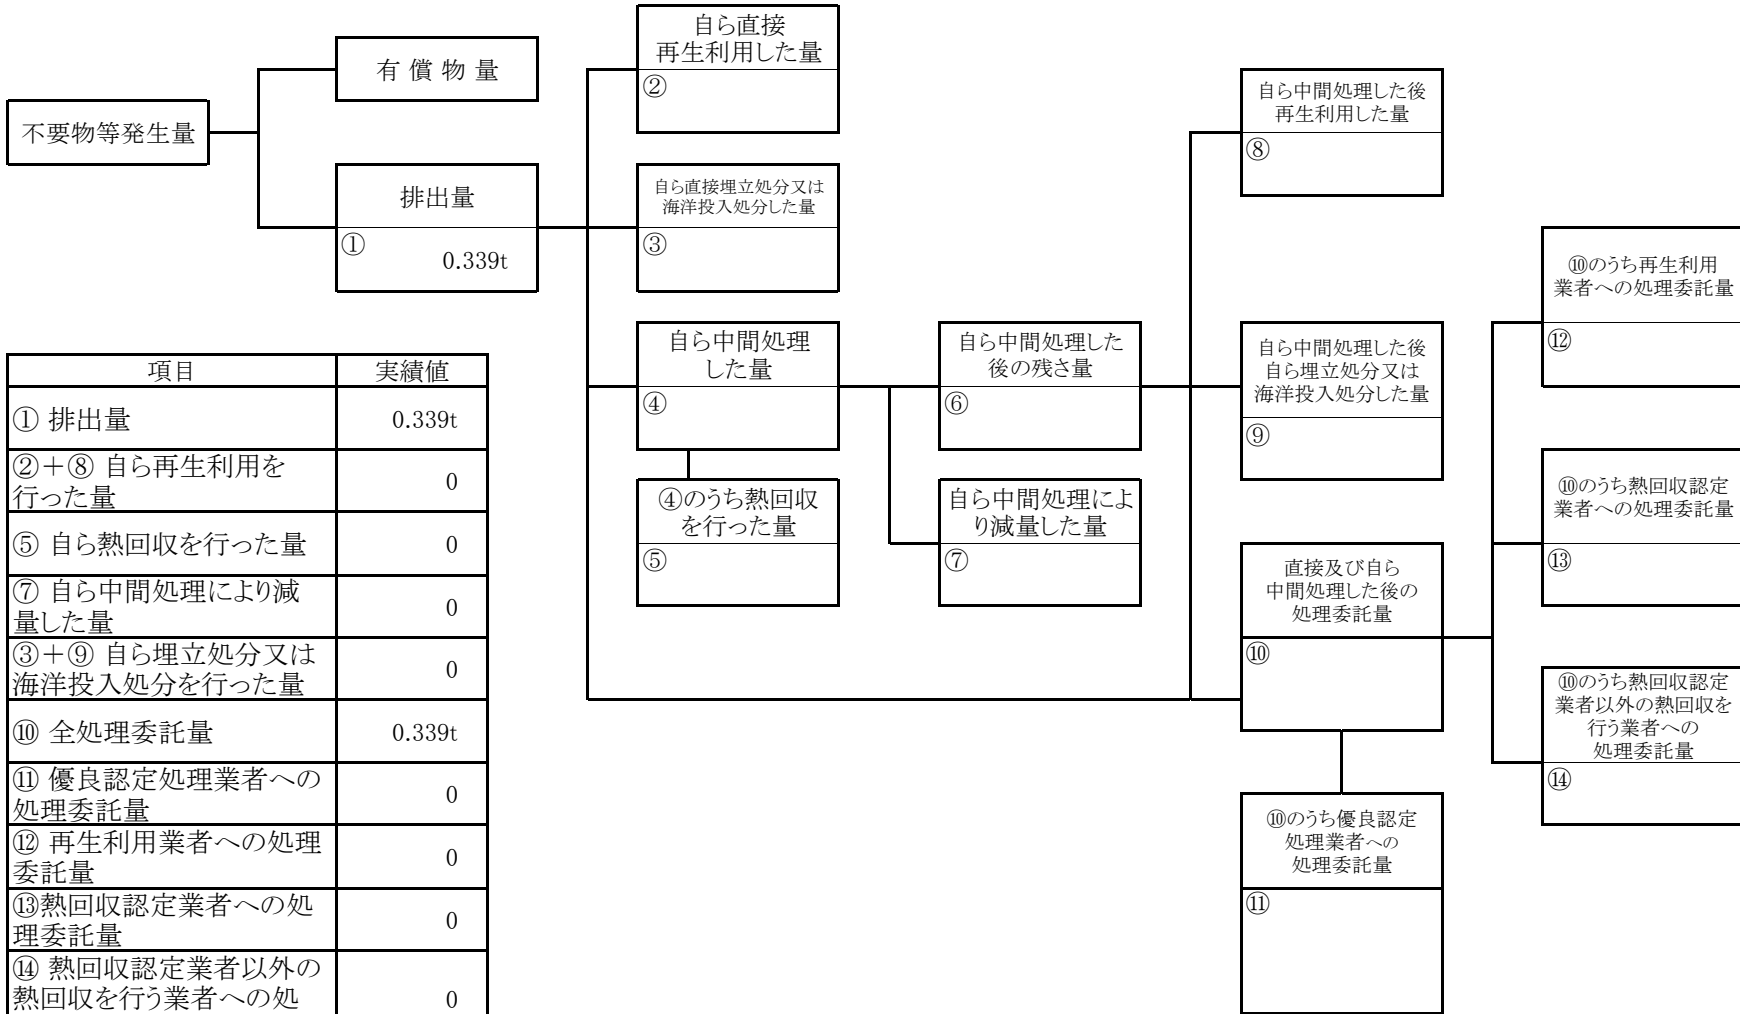 不要物等発生量
有 償 物 量
排出量
①
0.339t
自ら直接
再生利用した量
②
自ら直接埋立処分又は
海洋投入処分した量
③
自ら中間処理
した量
④
④のうち熱回収
を行った量
⑤
自ら中間処理した
後の残さ量
⑥
自ら中間処理によ
り減量した量
⑦
自ら中間処理した後
再生利用した量
⑧
自ら中間処理した後
自ら埋立処分又は
海洋投入処分した量
⑨
直接及び自ら
中間処理した後の
処理委託量
⑩
⑩のうち優良認定
処理業者への
処理委託量
⑪
⑩のうち再生利用
業者への処理委託量
⑫
⑩のうち熱回収認定
業者への処理委託量
⑬
⑩のうち熱回収認定
業者以外の熱回収を
行う業者への
処理委託量
⑭
項目 実績値
① 排出量 0.339t
②+⑧ 自ら再生利用を
行った量 0
⑤ 自ら熱回収を行った量 0
⑦ 自ら中間処理により減
量した量 0
③+⑨ 自ら埋立処分又は
海洋投入処分を行った量 0
⑩ 全処理委託量 0.339t
⑪ 優良認定処理業者への
処理委託量 0
⑫ 再生利用業者への処理
委託量 0
⑬熱回収認定業者への処
理委託量 0
⑭ 熱回収認定業者以外の
熱回収を行う業者への処 0